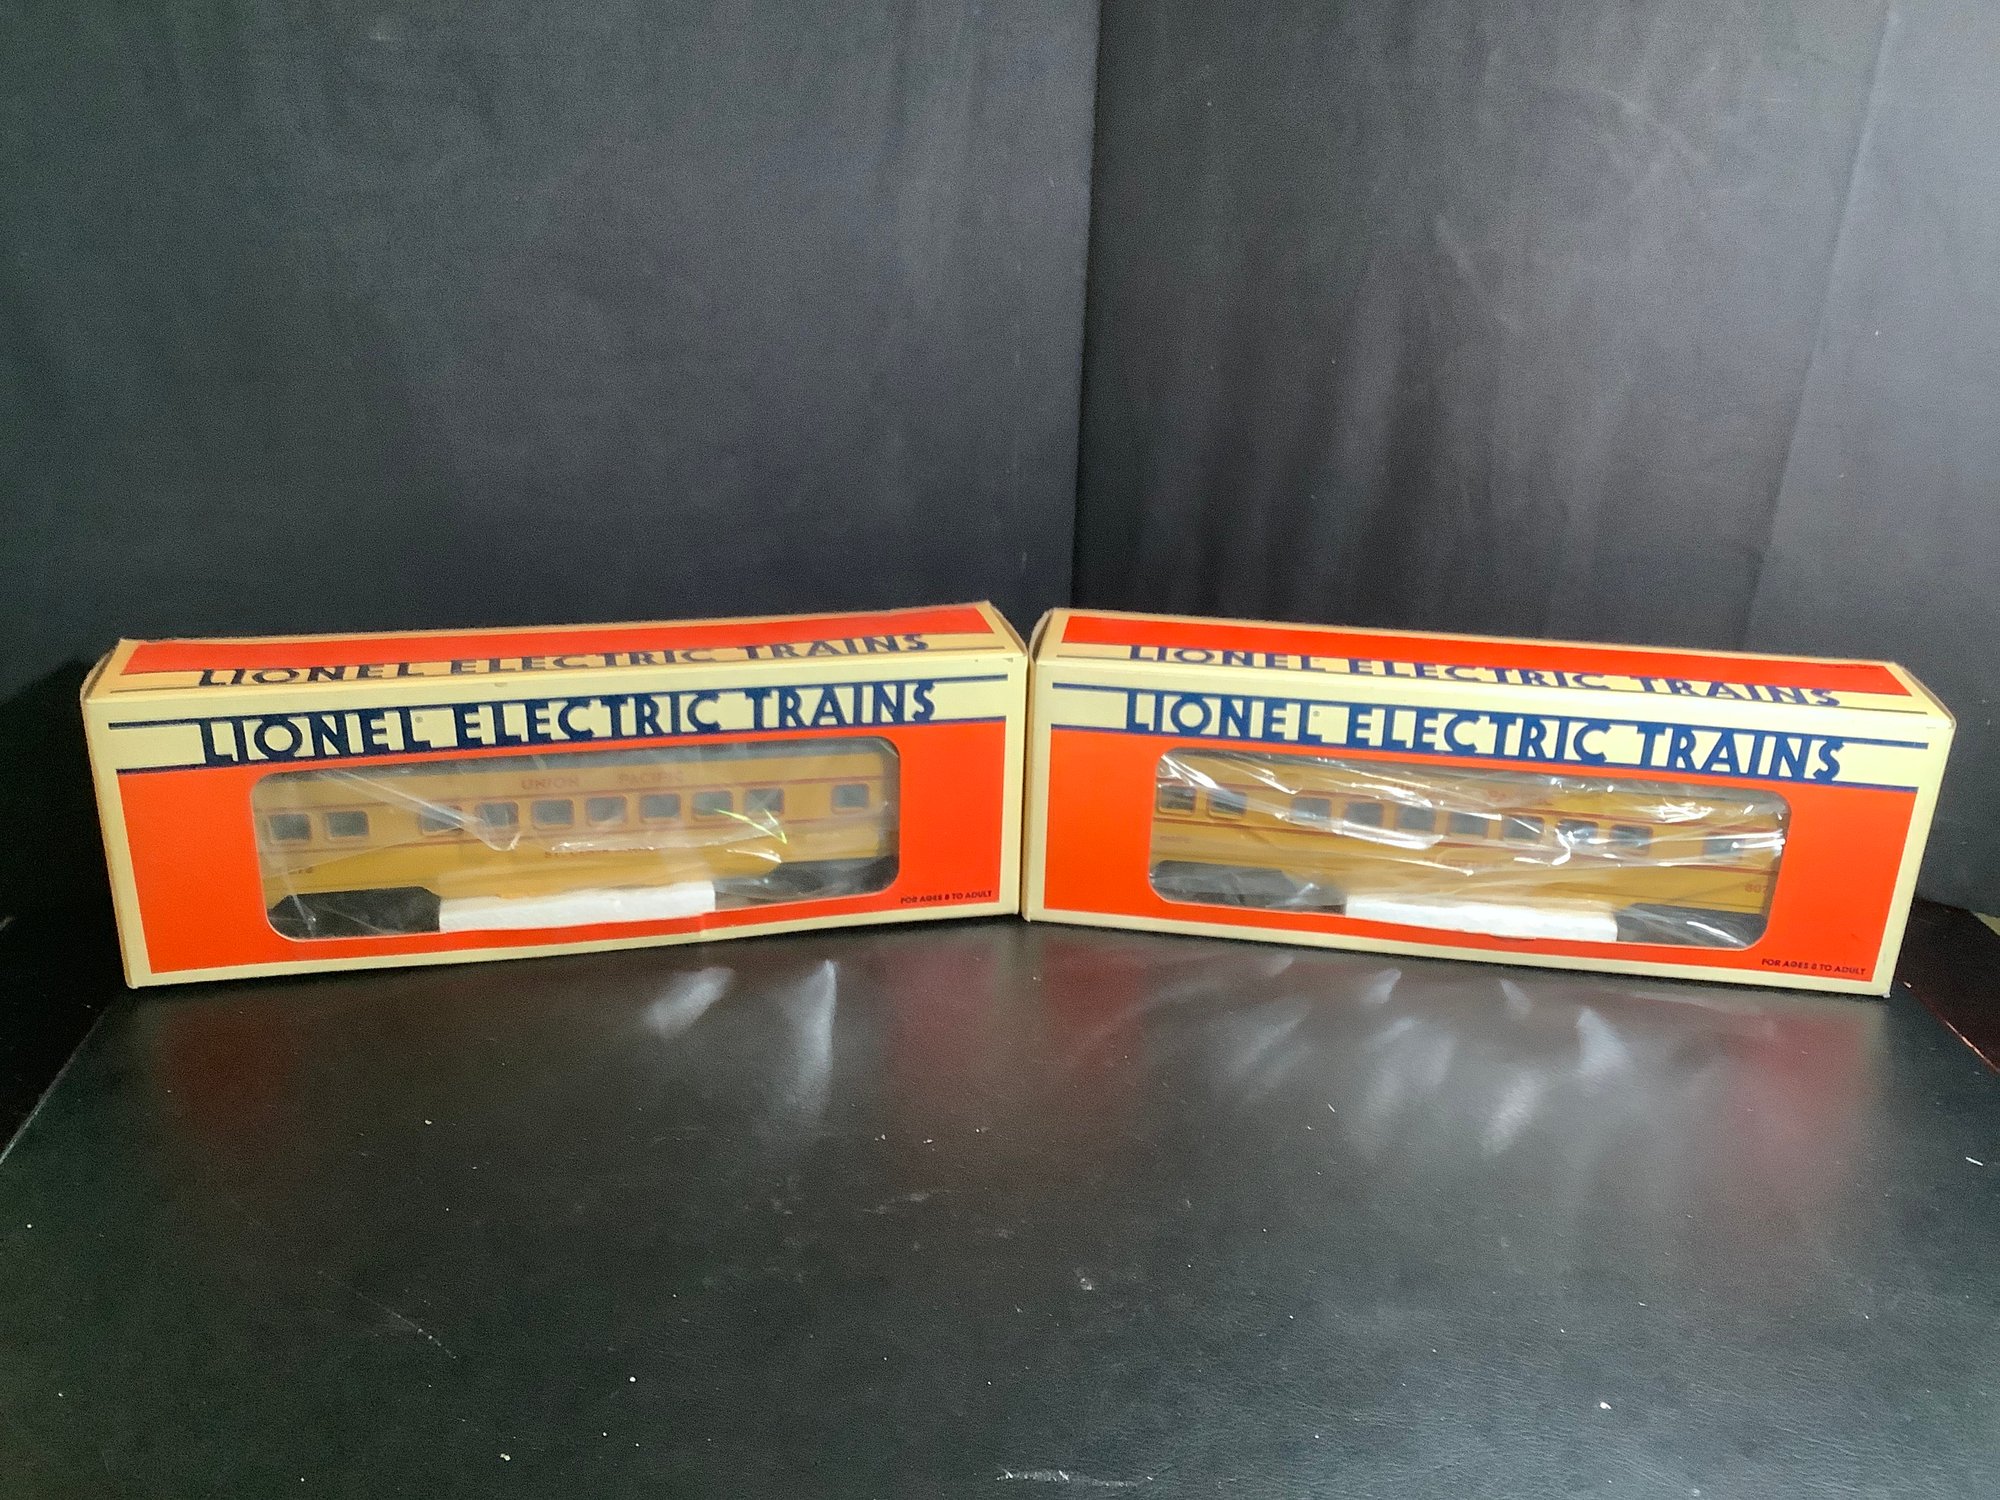 LIONEL ELECTRIC TRAINS
LIONEL ELECTRIC TRAINS
UNION PACIFIC
FOR AGES 8 TO ADULT
LIONEL ELECTRIC TRAINS
LIONEL ELECTRIC TRAINS
FOR AGES 8 TO ADULT